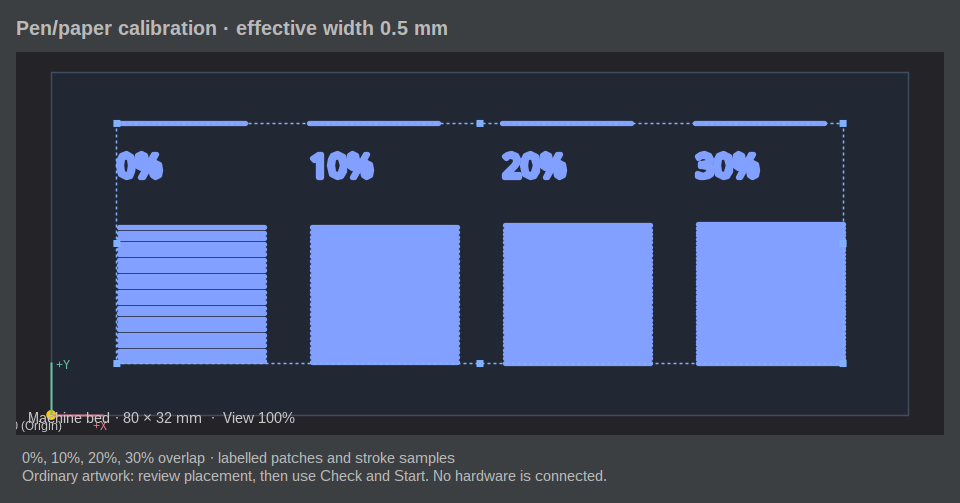 Pen/paper calibration · effective width 0.5 mm
0% 10% 20% 30%
+Y
Machine bed · 80 × 32 mm · View 100%
(Origin) +X
0%, 10%, 20%, 30% overlap · labelled patches and stroke samples
Ordinary artwork: review placement, then use Check and Start. No hardware is connected.